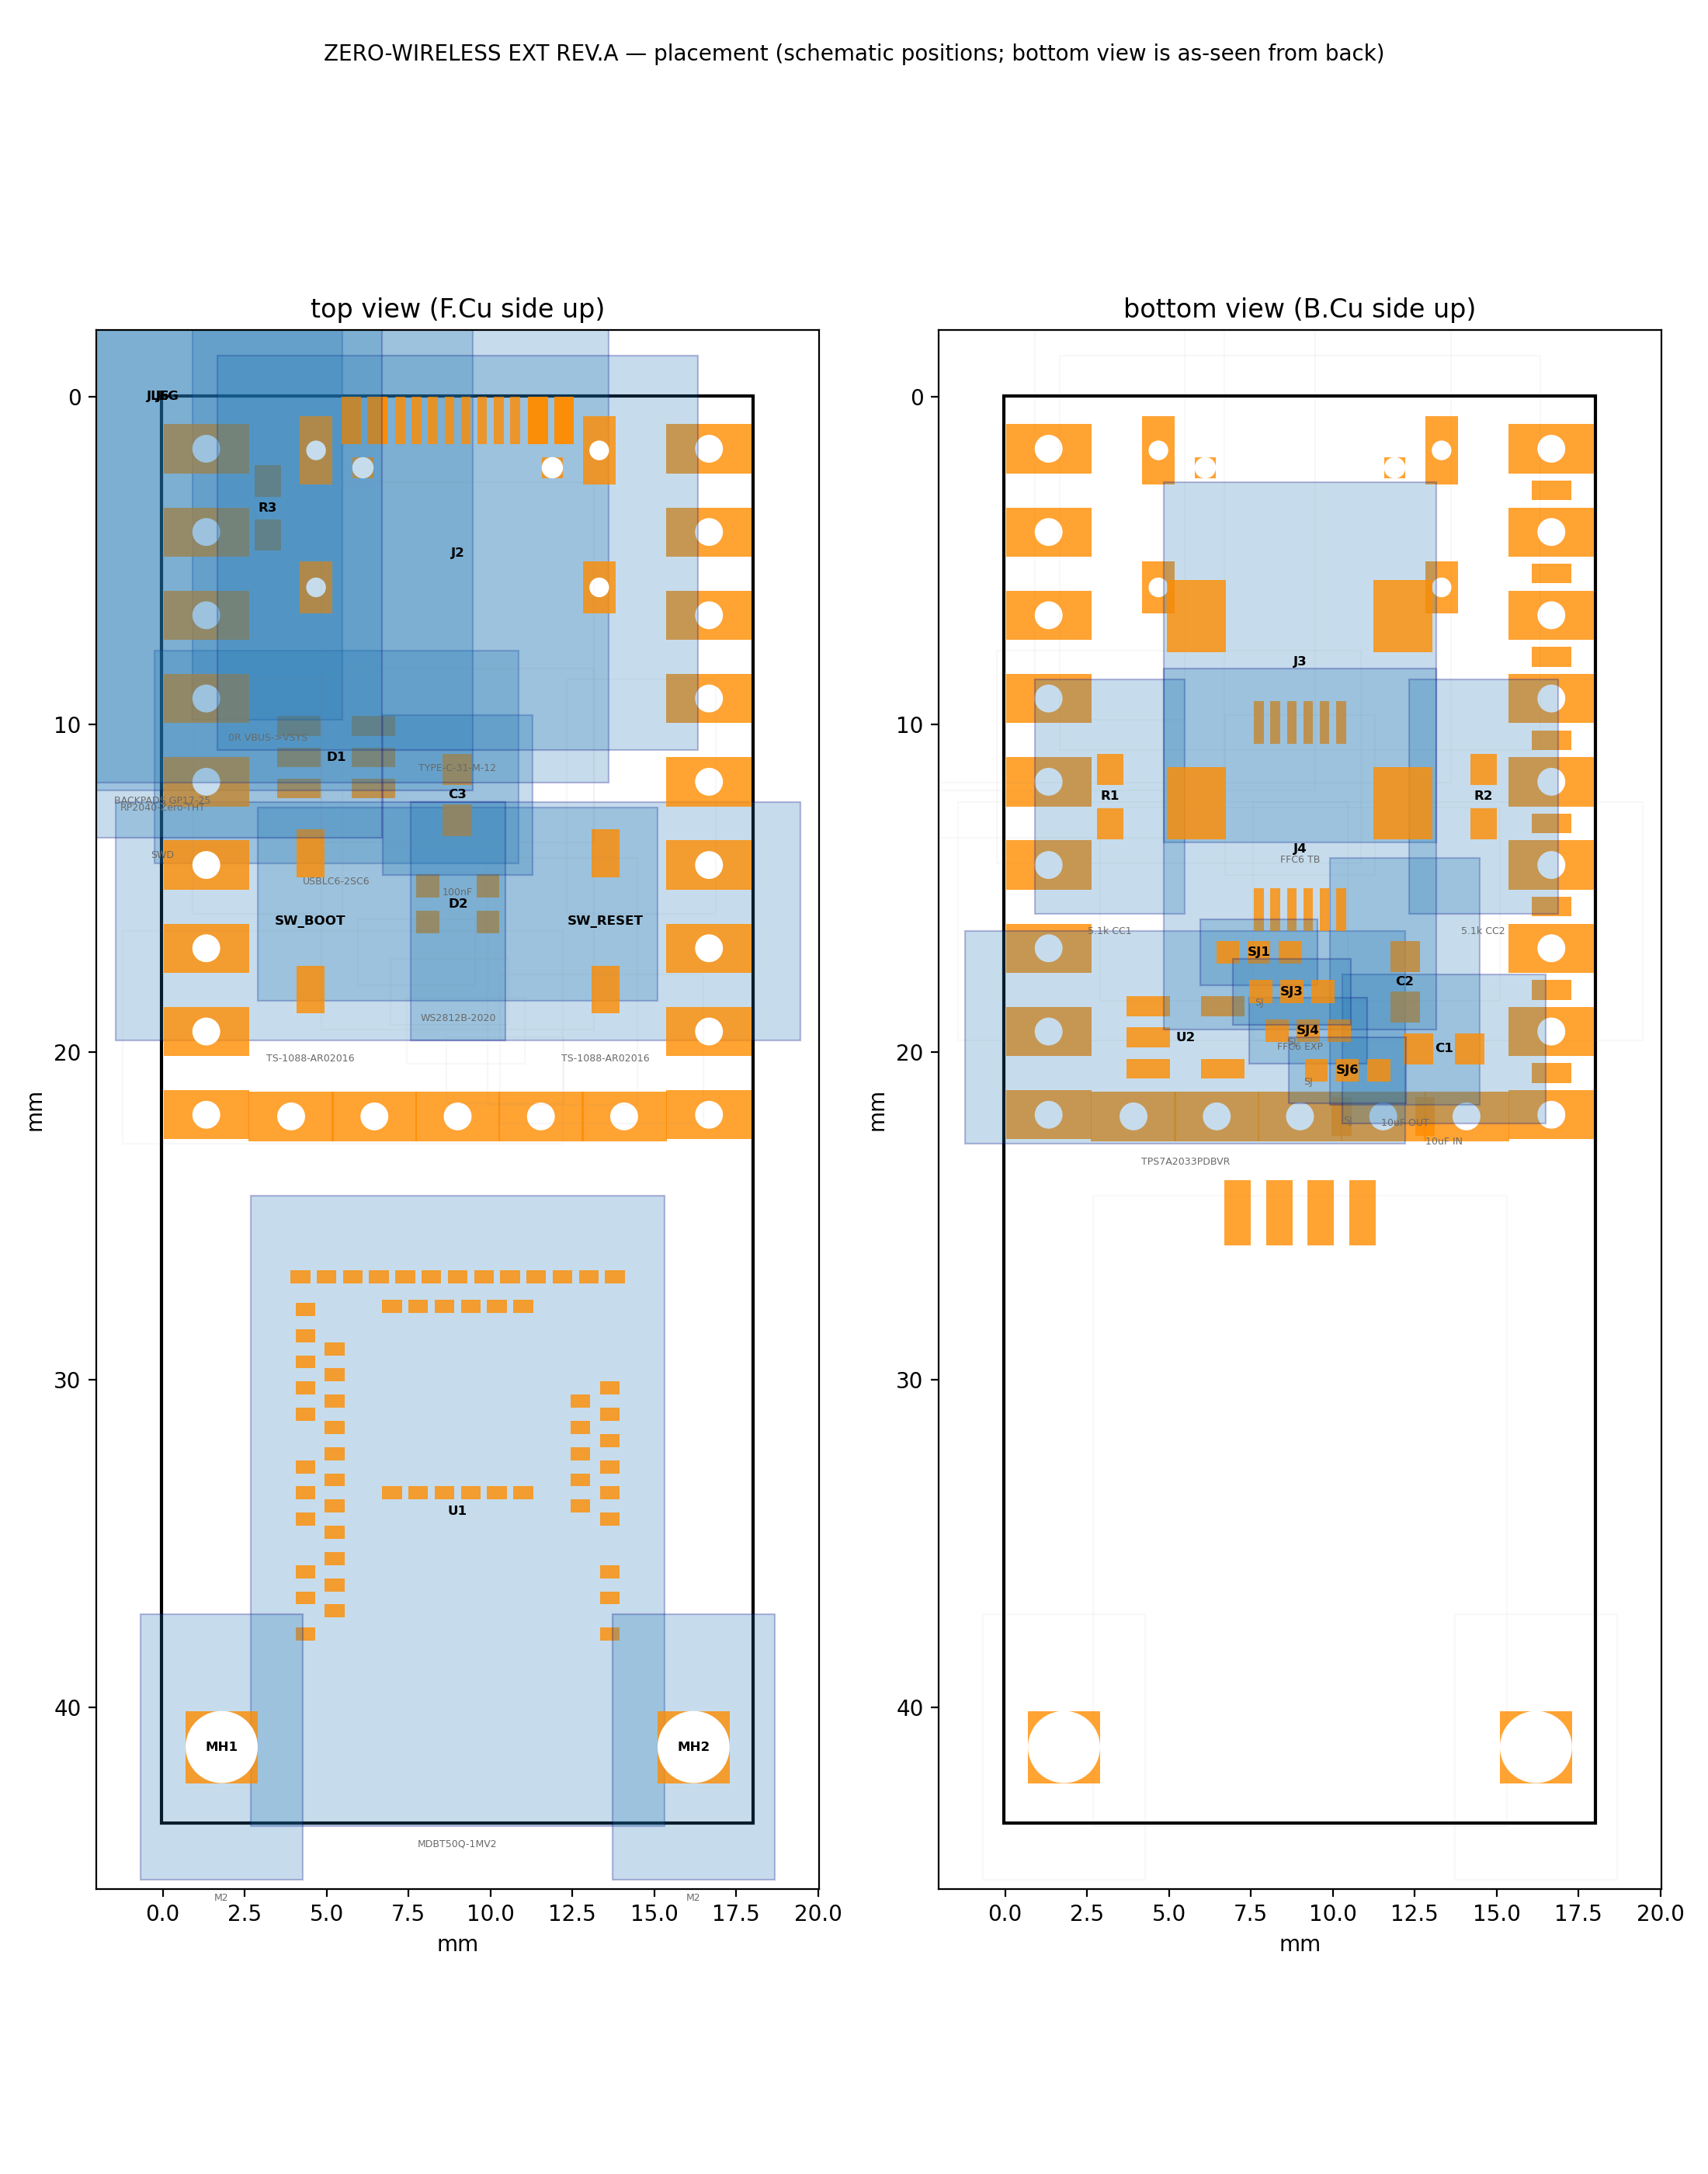 ZERO-WIRELESS EXT REV.A — placement (schematic positions; bottom view is as-seen from back)
top view (F.Cu side up)
0
10
20
30
40
mm
R3
J2
0R VBUS->VSYS
D1
TYPE-C-31-M-12
C3
BACKPADS GP17-25
RP2040-Zero-THT
SWD
USBLC6-2SC6
100nF
D2
SW_BOOT
SW_RESET
WS2812B-2020
TS-1088-AR02016
TS-1088-AR02016
U1
MH1
MH2
MDBT50Q-1MV2
M2
M2
0.0 2.5 5.0 7.5 10.0 12.5 15.0 17.5 20.0
mm
bottom view (B.Cu side up)
0
10
20
30
40
mm
J3
R1
R2
J4
FFC6 TB
5.1k CC1
5.1k CC2
SJ1
C2
SJ3
SJ
SJ4
U2
FFC6 EXP
C1
SJ6
SJ
SJ
10uF OUT
10uF IN
TPS7A2033PDBVR
0.0 2.5 5.0 7.5 10.0 12.5 15.0 17.5 20.0
mm